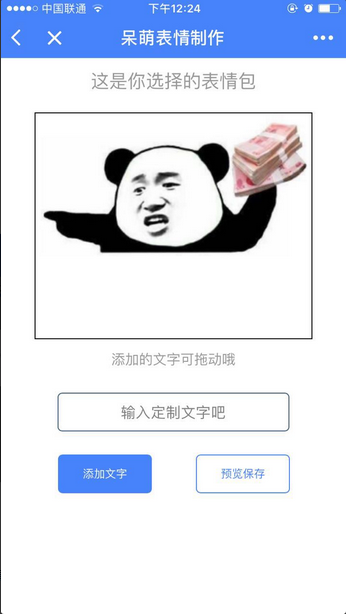 中国联通 下午12:24
呆萌表情制作
这是你选择的表情包
添加的文字可拖动哦
输入定制文字吧
添加文字 预览保存